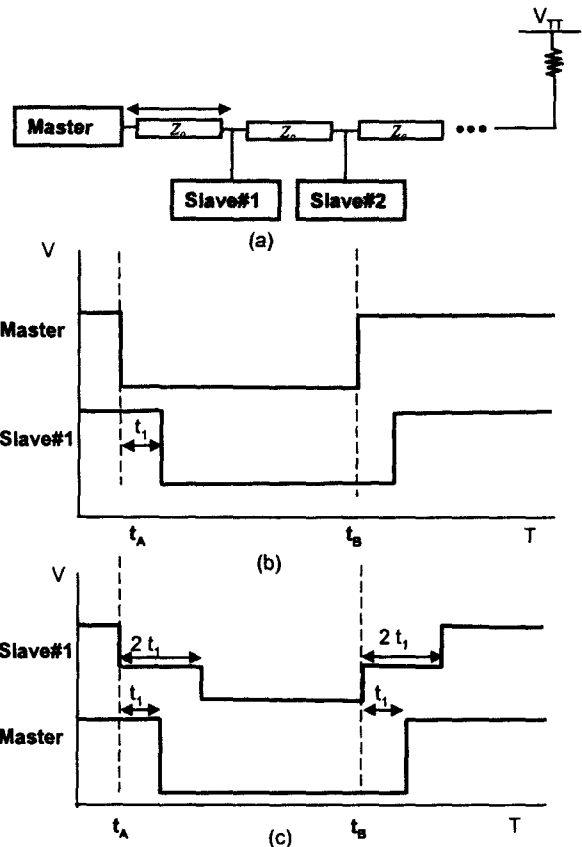 V_TT
Master
Z_o Z_o Z_o •••
Slave#1 Slave#2
(a)
V
Master
Slave#1
t_1
t_A t_B T
(b)
V
Slave#1
2 t_1 2 t_1
t_1 t_1
Master
t_A t_B T
(c)